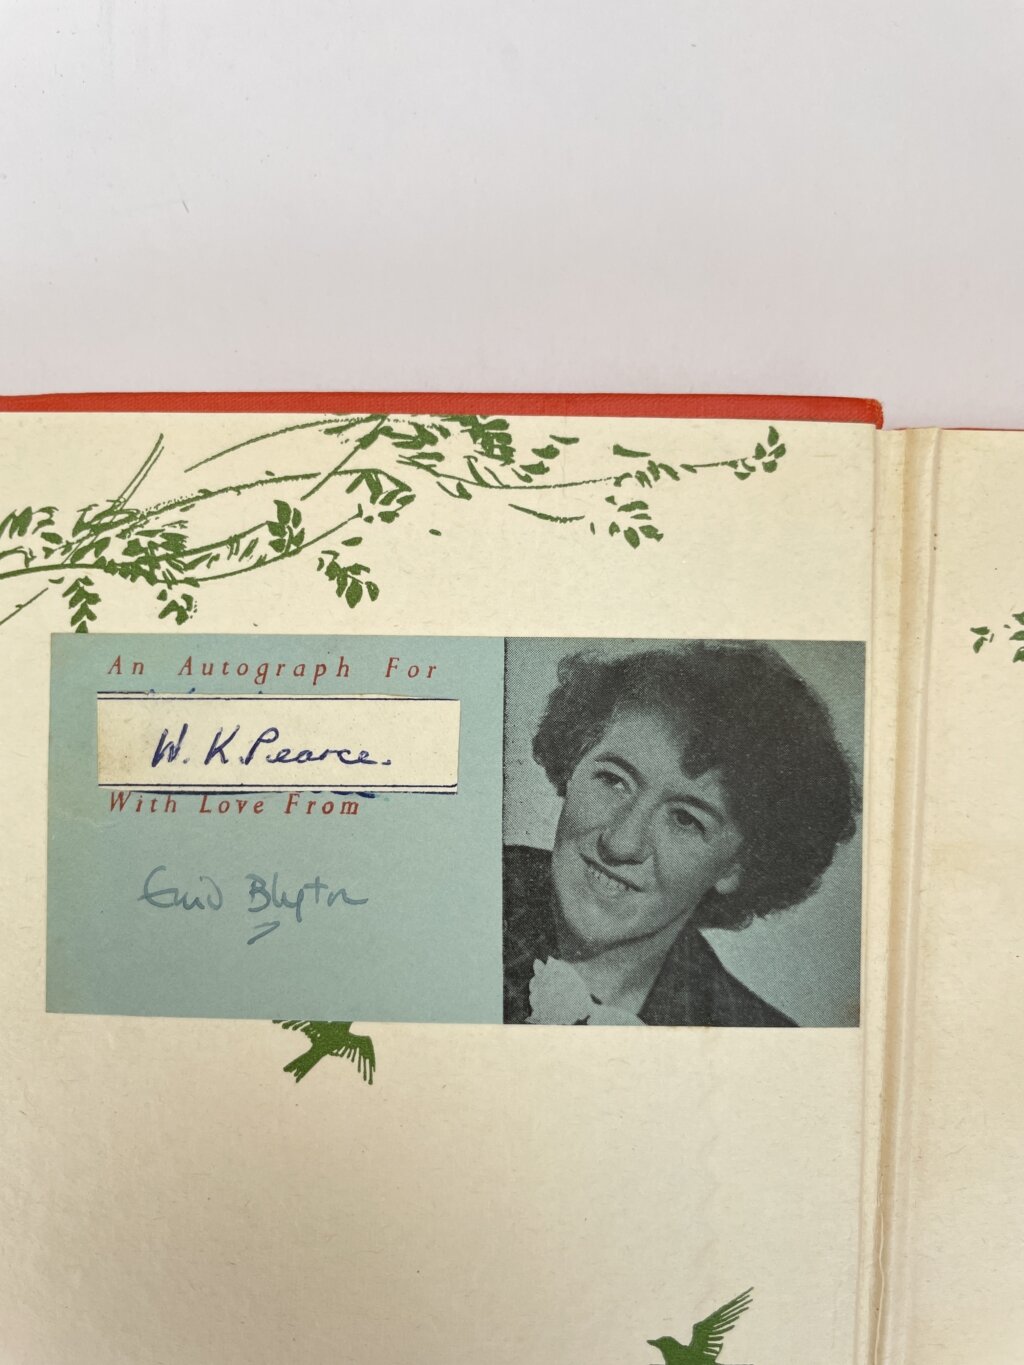 An Autograph For
W. K. Pearce.
With Love From
Enid Blyton